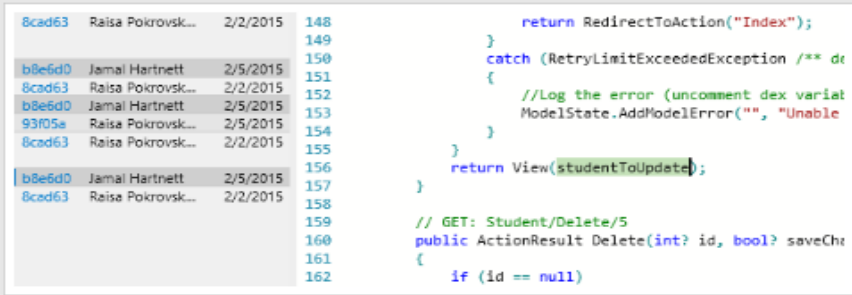 8cad63 Raisa Pokrovsk... 2/2/2015 148 return RedirectToAction("Index");
149 }
b8e6d0 Jamal Hartnett 2/5/2015 150 catch (RetryLimitExceededException /** de
8cad63 Raisa Pokrovsk... 2/2/2015 151 {
b8e6d0 Jamal Hartnett 2/5/2015 152 //Log the error (uncomment dex variab
93f05a Raisa Pokrovsk... 2/5/2015 153 ModelState.AddModelError("", "Unable
8cad63 Raisa Pokrovsk... 2/2/2015 154 }
155 }
b8e6d0 Jamal Hartnett 2/5/2015 156 return View(studentToUpdate);
8cad63 Raisa Pokrovsk... 2/2/2015 157 }
158
159 // GET: Student/Delete/5
160 public ActionResult Delete(int? id, bool? saveCha
161 {
162 if (id == null)